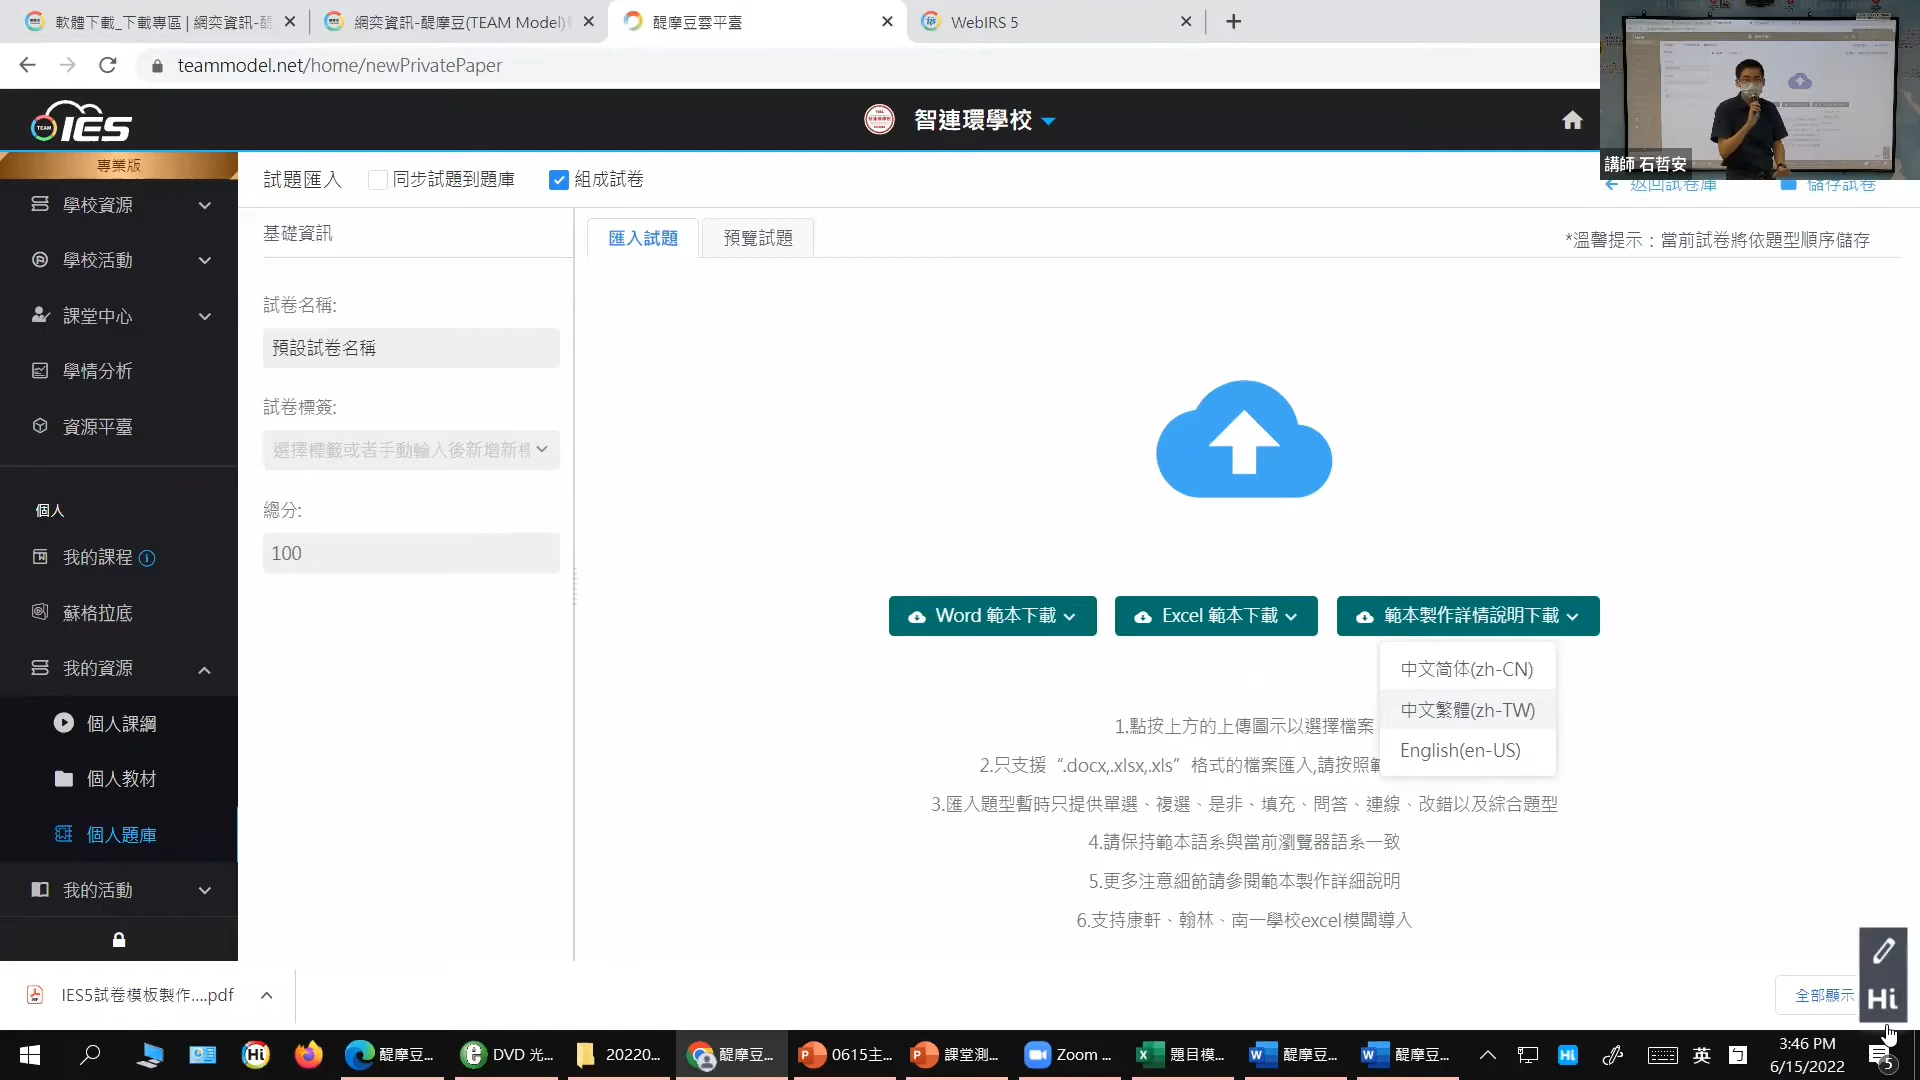 軟體下載_下載專區 | 網奕資訊-醍
網奕資訊-醍摩豆(TEAM Model)
醍摩豆雲平臺
WebIRS 5
teammodel.net/home/newPrivatePaper
TEAM IES
智連環學校
講師 石哲安
專業版
學校資源
學校活動
課堂中心
學情分析
資源平臺
個人
我的課程
蘇格拉底
我的資源
個人課綱
個人教材
個人題庫
我的活動
試題匯入
同步試題到題庫
組成試卷
返回試卷庫
儲存試卷
基礎資訊
試卷名稱:
預設試卷名稱
試卷標簽:
選擇標籤或者手動輸入後新增新標
總分:
100
匯入試題
預覽試題
*溫馨提示：當前試卷將依題型順序儲存
Word 範本下載
Excel 範本下載
範本製作詳情說明下載
中文简体(zh-CN)
中文繁體(zh-TW)
English(en-US)
1.點按上方的上傳圖示以選擇檔案
2.只支援“.docx,.xlsx,.xls”格式的檔案匯入,請按照
3.匯入題型暫時只提供單選、複選、是非、填充、問答、連線、改錯以及綜合題型
4.請保持範本語系與當前瀏覽器語系一致
5.更多注意細節請參閱範本製作詳細說明
6.支持康軒、翰林、南一學校excel模闆導入
IES5試卷模板製作....pdf
全部顯示
Hi
Hi
醍摩豆...
DVD 光...
20220...
醍摩豆...
0615主...
課堂測...
Zoom ...
題目模...
醍摩豆...
醍摩豆...
英
3:46 PM
6/15/2022
5